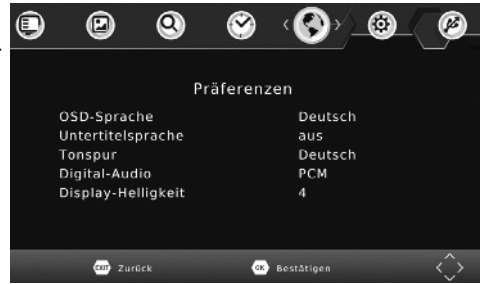 Präferenzen
OSD-Sprache Deutsch
Untertitelsprache aus
Tonspur Deutsch
Digital-Audio PCM
Display-Helligkeit 4
EXIT Zurück OK Bestätigen